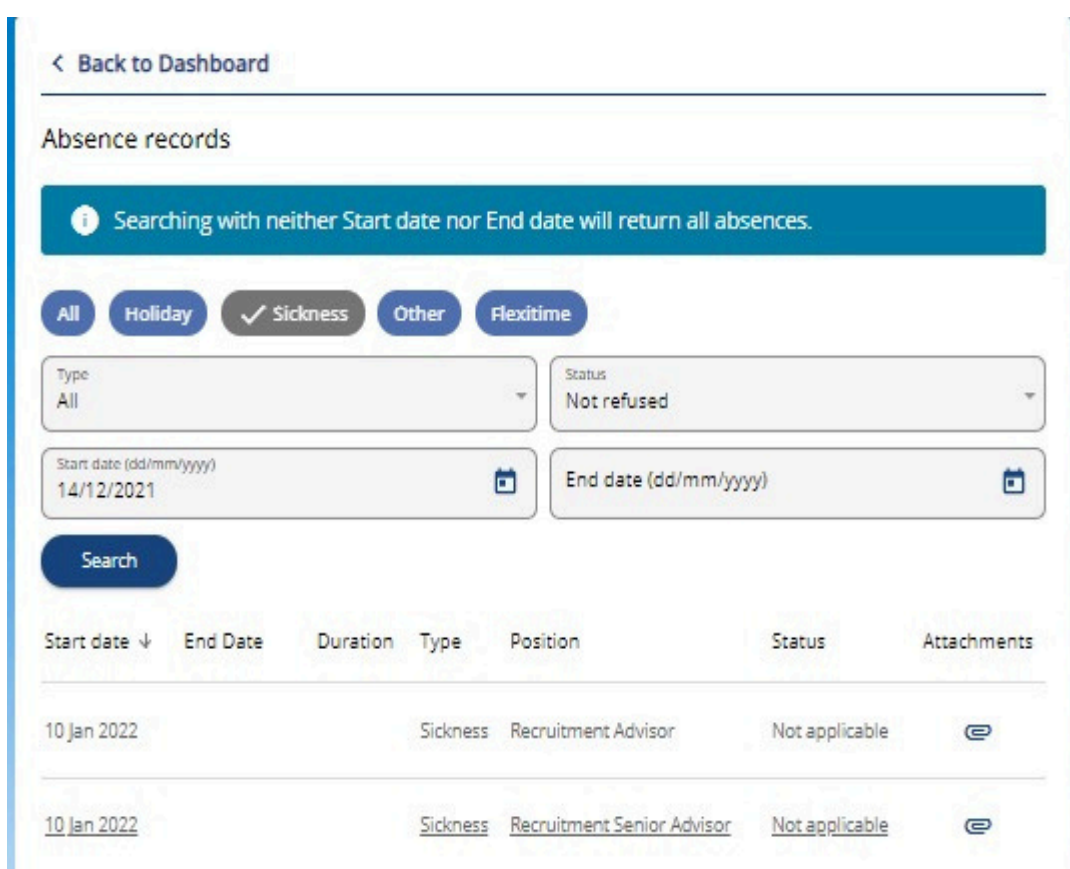 Back to Dashboard
Absence records
Searching with neither Start date nor End date will return all absences.
All Holiday Sickness Other Flexitime
Type Status
All Not refused
Start date (dd/mm/yyyy)
14/12/2021 End date (dd/mm/yyyy)
Search
Start date End Date Duration Type Position Status Attachments
10 Jan 2022 Sickness Recruitment Advisor Not applicable
10 Jan 2022 Sickness Recruitment Senior Advisor Not applicable